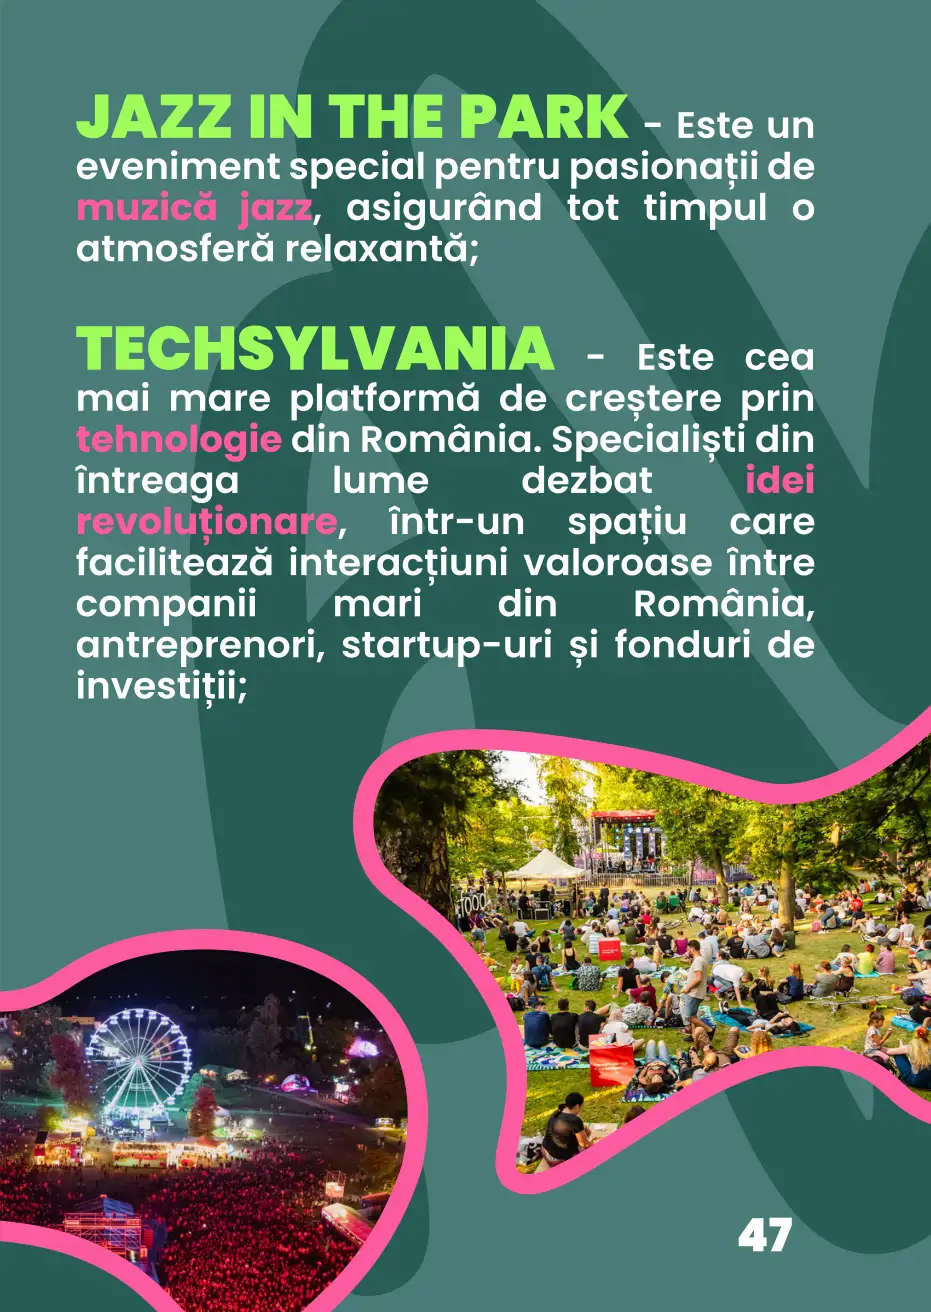 JAZZ IN THE PARK - Este un
eveniment special pentru pasionații de
muzică jazz, asigurând tot timpul o
atmosferă relaxantă;
TECHSYLVANIA - Este cea
mai mare platformă de creștere prin
tehnologie din România. Specialiști din
întreaga lume dezbat idei
revoluționare, într-un spațiu care
facilitează interacțiuni valoroase între
companii mari din România,
antreprenori, startup-uri și fonduri de
investiții;
FOOD
47